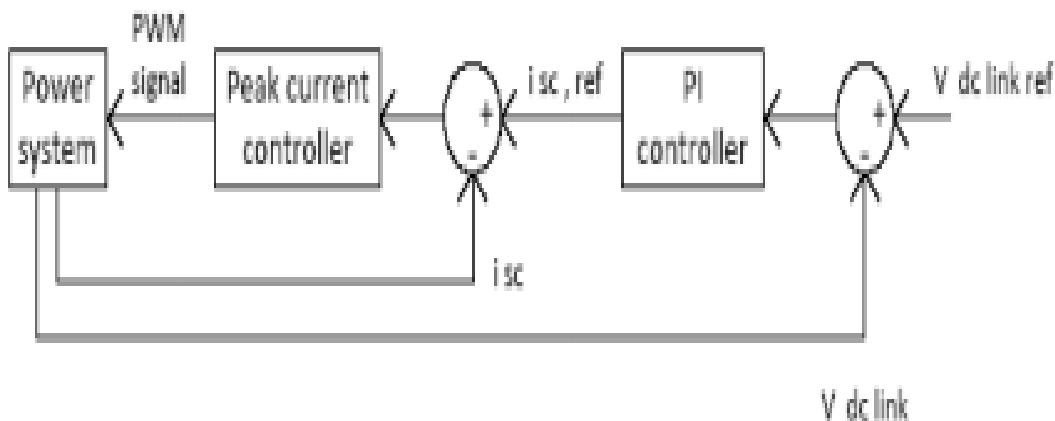 PWM
signal
Power
system
Peak current
controller
+
-
i sc , ref
PI
controller
+
-
V dc link ref
i sc
V dc link